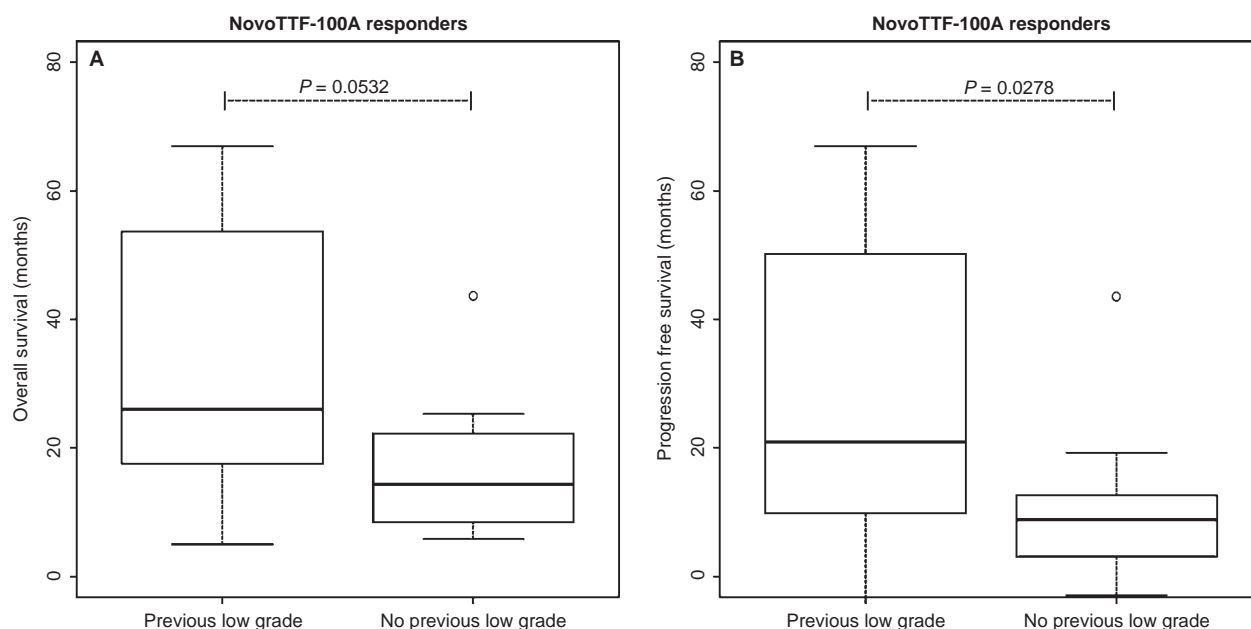 NovoTTF-100A responders
A
P = 0.0532
80
60
40
20
0
Overall survival (months)
Previous low grade
No previous low grade
NovoTTF-100A responders
B
P = 0.0278
80
60
40
20
0
Progression free survival (months)
Previous low grade
No previous low grade